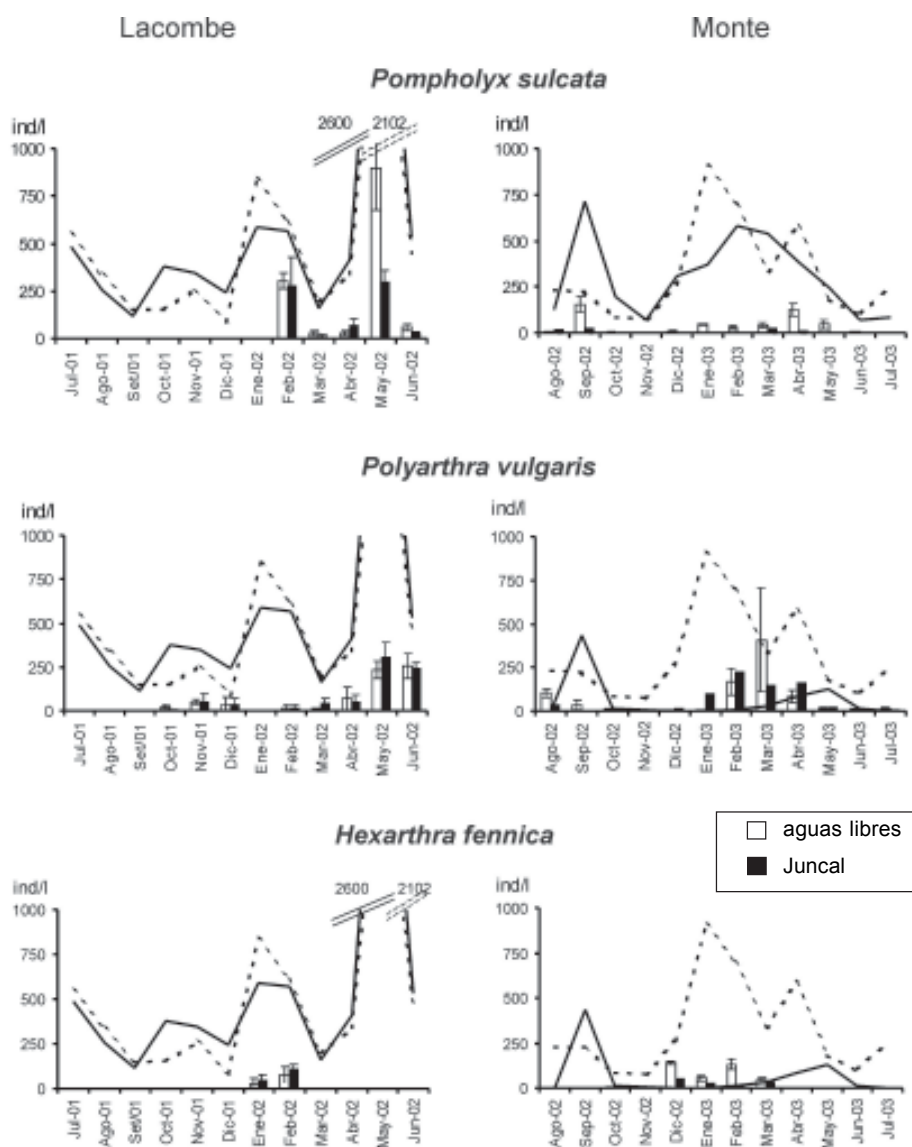 Lacombe Monte
Pompholyx sulcata
ind/l 2600 2102 ind/l
1000 1000
750 750
500 500
250 250
0 0
Jul-01 Ago-01 Set/01 Oct-01 Nov-01 Dic-01 Ene-02 Feb-02 Mar-02 Abr-02 May-02 Jun-02 Ago-02 Sep-02 Oct-02 Nov-02 Dic-02 Ene-03 Feb-03 Mar-03 Abr-03 May-03 Jun-03 Jul-03
Polyarthra vulgaris
ind/l ind/l
1000 1000
750 750
500 500
250 250
0 0
Jul-01 Ago-01 Set/01 Oct-01 Nov-01 Dic-01 Ene-02 Feb-02 Mar-02 Abr-02 May-02 Jun-02 Ago-02 Sep-02 Oct-02 Nov-02 Dic-02 Ene-03 Feb-03 Mar-03 Abr-03 May-03 Jun-03 Jul-03
Hexarthra fennica
aguas libres
Juncal
ind/l 2600 2102 ind/l
1000 1000
750 750
500 500
250 250
0 0
Jul-01 Ago-01 Set/01 Oct-01 Nov-01 Dic-01 Ene-02 Feb-02 Mar-02 Abr-02 May-02 Jun-02 Ago-02 Sep-02 Oct-02 Nov-02 Dic-02 Ene-03 Feb-03 Mar-03 Abr-03 May-03 Jun-03 Jul-03